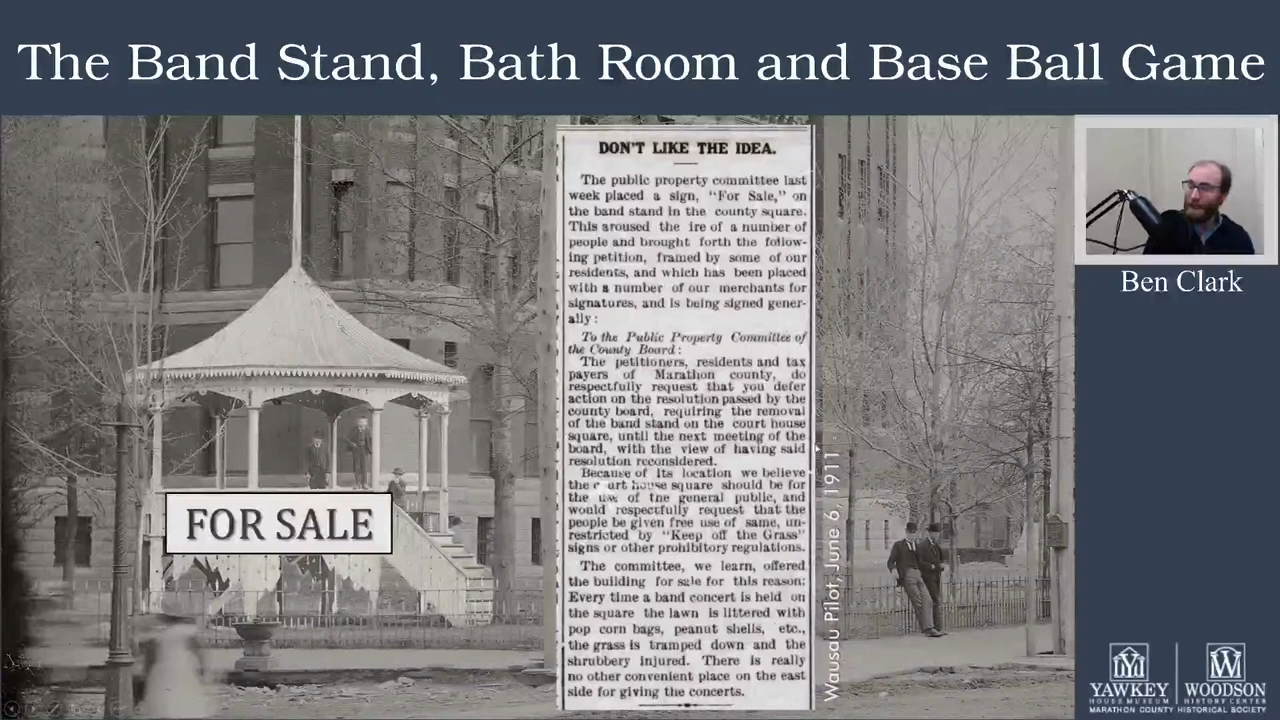 The Band Stand, Bath Room and Base Ball Game
DON'T LIKE THE IDEA.
The public property committee last
week placed a sign, "For Sale," on
the band stand in the county square.
This aroused the ire of a number of
people and brought forth the follow-
ing petition, framed by some of our
residents, and which has been placed
with a number of our merchants for
signatures, and is being signed gener-
ally:
To the Public Property Committee of
the County Board:
The petitioners, residents and tax
payers of Marathon county, do
respectfully request that you defer
action on the resolution passed by the
county board, requiring the removal
of the band stand on the court house
square, until the next meeting of the
board, with the view of having said
resolution reconsidered.
Because of its location we believe
the c urt house square should be for
the use of the general public, and
would respectfully request that the
people be given free use of same, un-
restricted by "Keep off the Grass"
signs or other prohibitory regulations.
The committee, we learn, offered
the building for sale for this reason:
Every time a band concert is held on
the square the lawn is littered with
pop corn bags, peanut shells, etc.,
the grass is tramped down and the
shrubbery injured. There is really
no other convenient place on the east
side for giving the concerts.
FOR SALE
Wausau Pilot, June 6, 1911
Ben Clark
YAWKEY
HOUSE MUSEUM
WOODSON
HISTORY CENTER
MARATHON COUNTY HISTORICAL SOCIETY